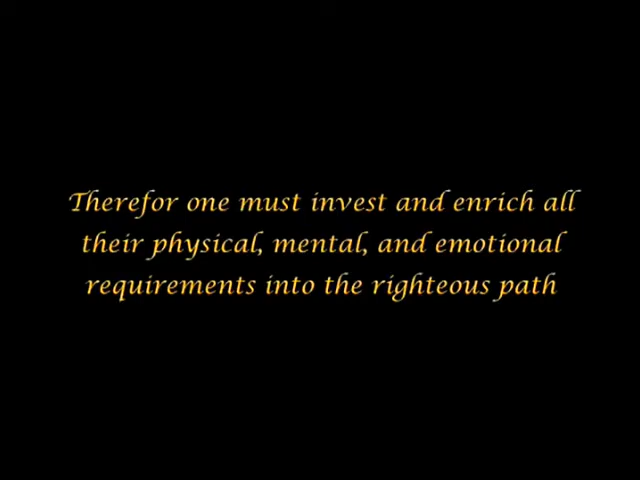 Therefor one must invest and enrich all
their physical, mental, and emotional
requirements into the righteous path